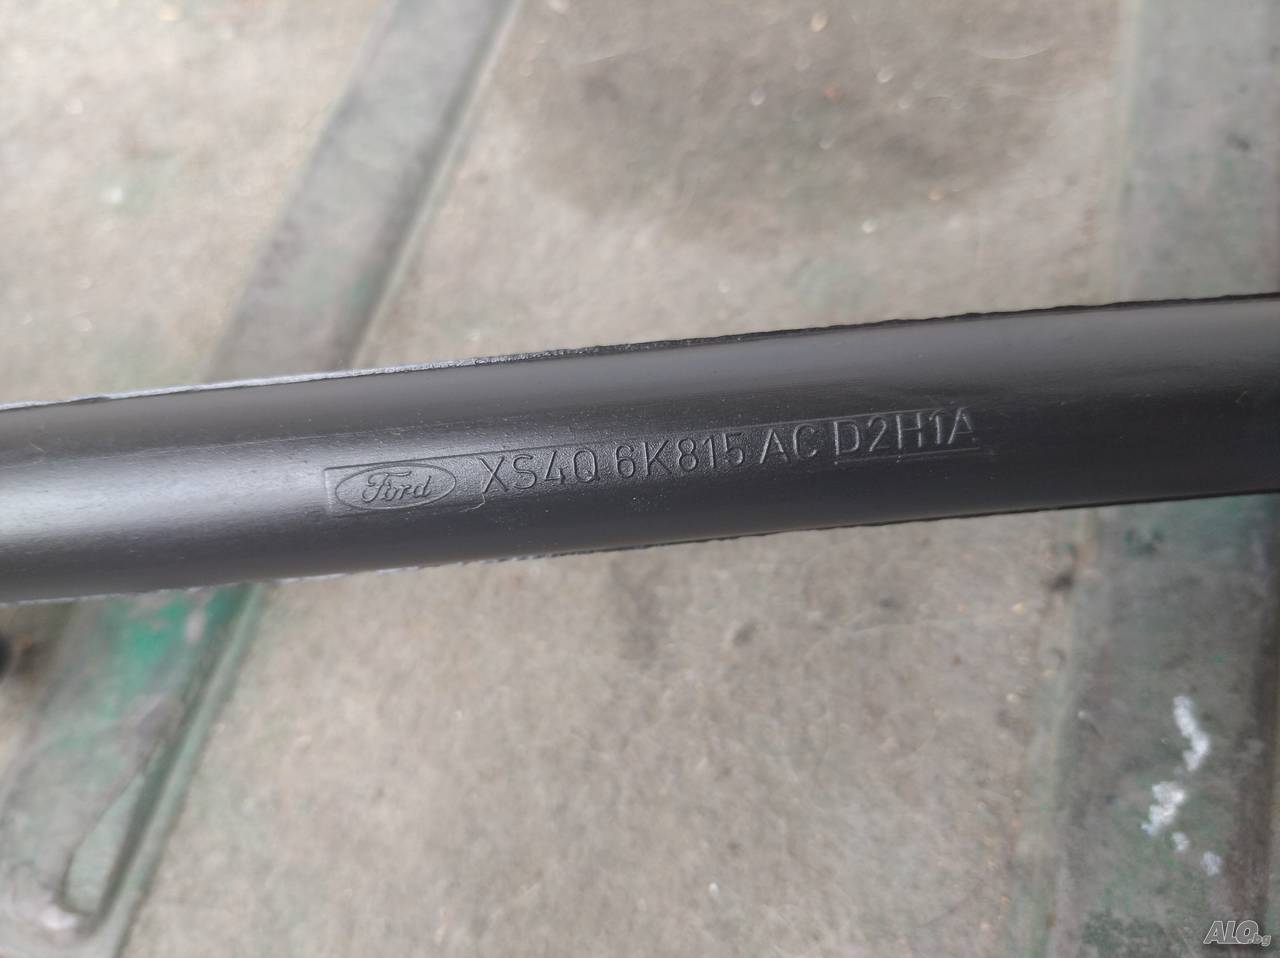 Ford XS4Q 6K815 AC D2H1A
ALO.bg